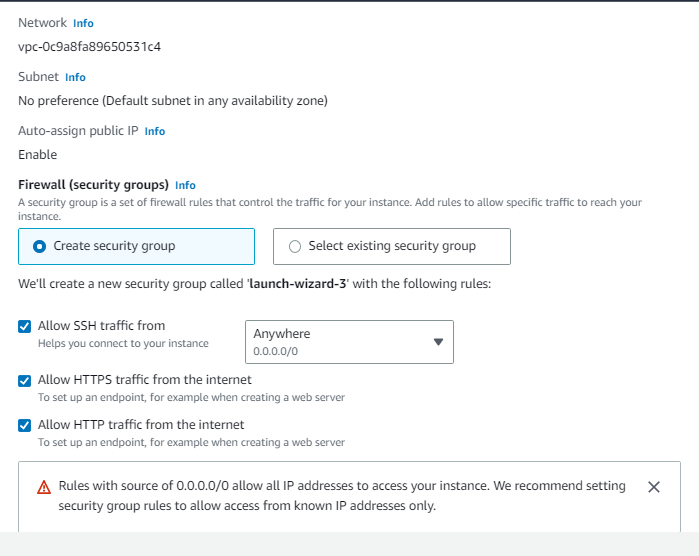 Network Info
vpc-0c9a8fa89650531c4
Subnet Info
No preference (Default subnet in any availability zone)
Auto-assign public IP Info
Enable
Firewall (security groups) Info
A security group is a set of firewall rules that control the traffic for your instance. Add rules to allow specific traffic to reach your
instance.
Create security group
Select existing security group
We'll create a new security group called 'launch-wizard-3' with the following rules:
Allow SSH traffic from
Helps you connect to your instance
Anywhere
0.0.0.0/0
Allow HTTPS traffic from the internet
To set up an endpoint, for example when creating a web server
Allow HTTP traffic from the internet
To set up an endpoint, for example when creating a web server
Rules with source of 0.0.0.0/0 allow all IP addresses to access your instance. We recommend setting
security group rules to allow access from known IP addresses only.